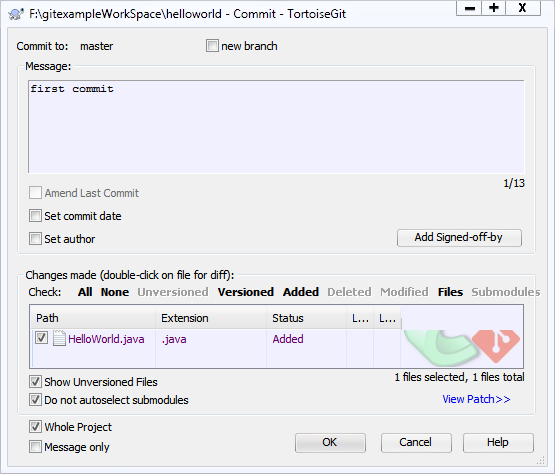 F:\gitexampleWorkSpace\helloworld - Commit - TortoiseGit
Commit to: master new branch
Message:
first commit
1/13
Amend Last Commit
Set commit date
Set author
Add Signed-off-by
Changes made (double-click on file for diff):
Check: All None Unversioned Versioned Added Deleted Modified Files Submodules
Path Extension Status L... L...
HelloWorld.java .java Added
Show Unversioned Files
1 files selected, 1 files total
Do not autoselect submodules
View Patch>>
Whole Project
Message only
OK Cancel Help